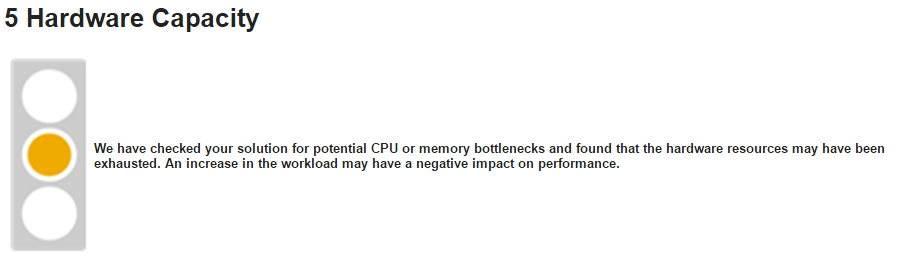 5 Hardware Capacity
We have checked your solution for potential CPU or memory bottlenecks and found that the hardware resources may have been
exhausted. An increase in the workload may have a negative impact on performance.